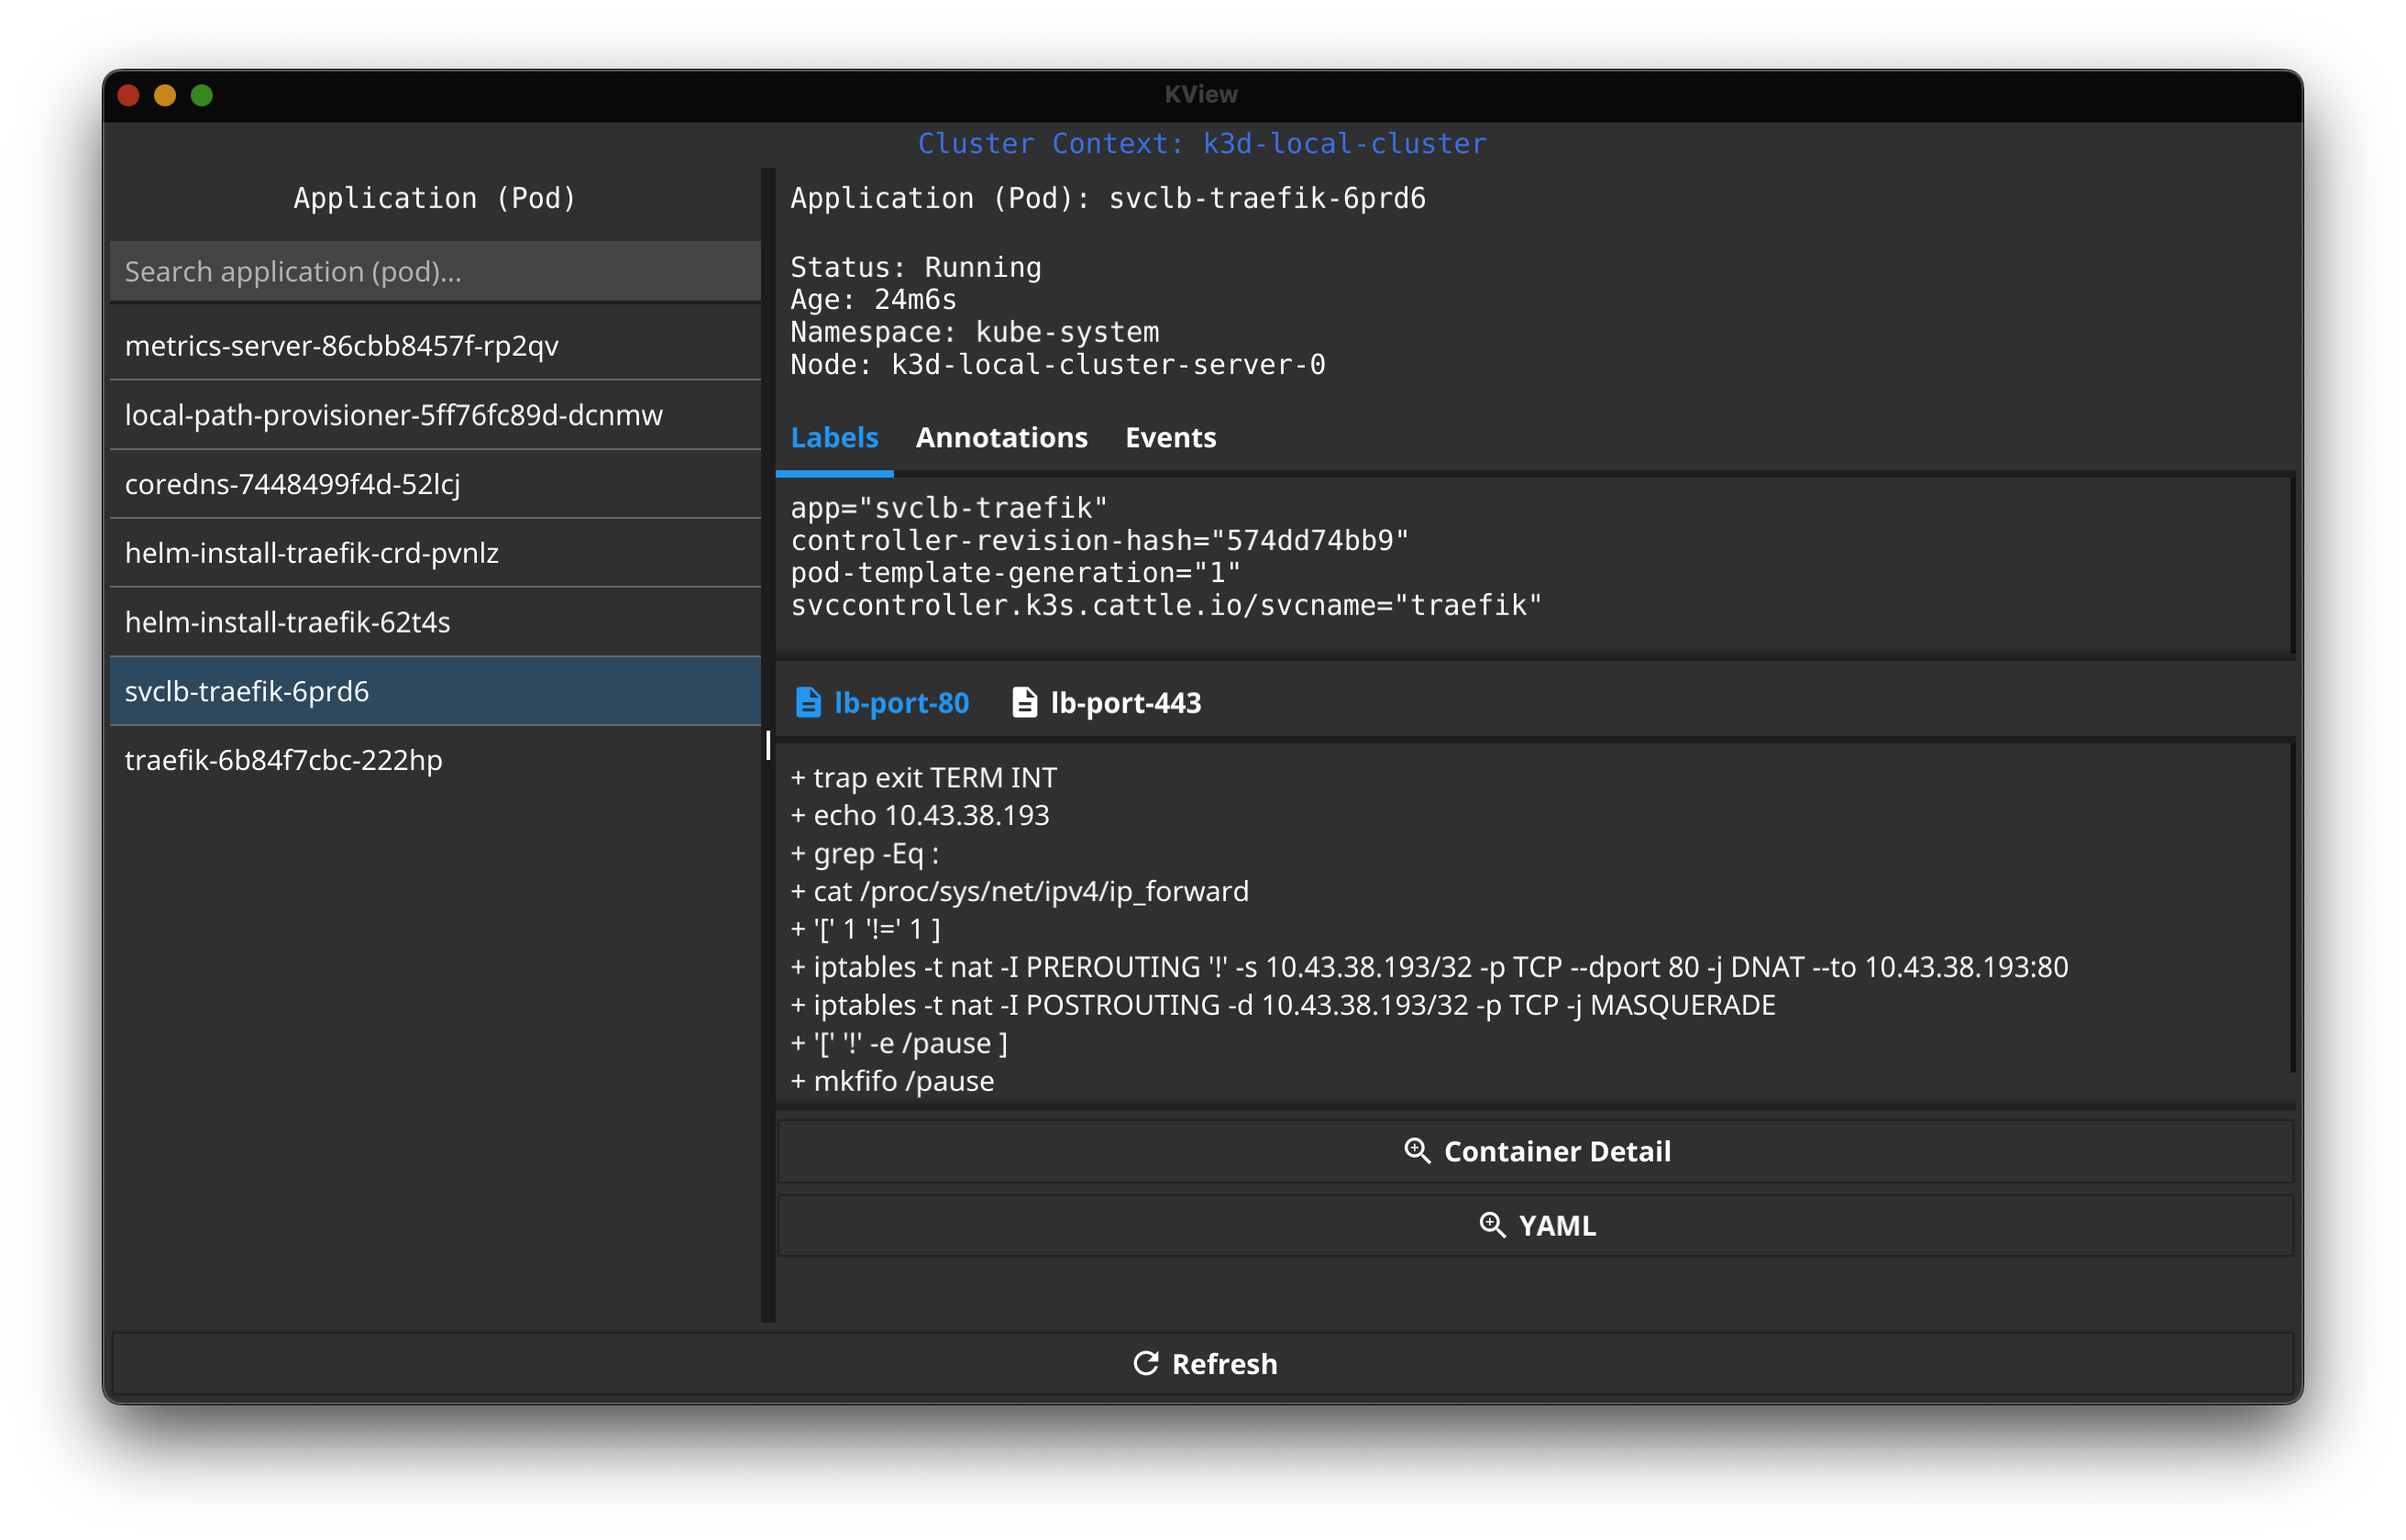 KView
Cluster Context: k3d-local-cluster
Application (Pod)
Search application (pod)...
metrics-server-86cbb8457f-rp2qv
local-path-provisioner-5ff76fc89d-dcnmw
coredns-7448499f4d-52lcj
helm-install-traefik-crd-pvnlz
helm-install-traefik-62t4s
svclb-traefik-6prd6
traefik-6b84f7cbc-222hp
Application (Pod): svclb-traefik-6prd6
Status: Running
Age: 24m6s
Namespace: kube-system
Node: k3d-local-cluster-server-0
Labels Annotations Events
app="svclb-traefik"
controller-revision-hash="574dd74bb9"
pod-template-generation="1"
svccontroller.k3s.cattle.io/svcname="traefik"
lb-port-80 lb-port-443
+ trap exit TERM INT
+ echo 10.43.38.193
+ grep -Eq :
+ cat /proc/sys/net/ipv4/ip_forward
+ '[' 1 '!=' 1 ]
+ iptables -t nat -I PREROUTING '!' -s 10.43.38.193/32 -p TCP --dport 80 -j DNAT --to 10.43.38.193:80
+ iptables -t nat -I POSTROUTING -d 10.43.38.193/32 -p TCP -j MASQUERADE
+ '[' '!' -e /pause ]
+ mkfifo /pause
Container Detail
YAML
Refresh